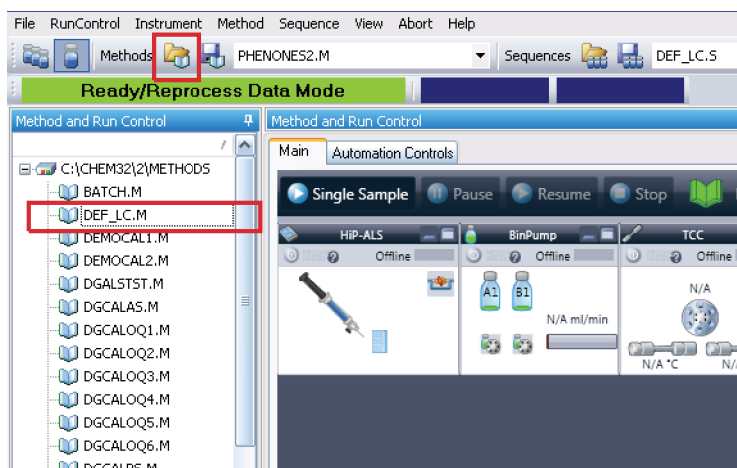 File RunControl Instrument Method Sequence View Abort Help
Methods PHENONES2.M Sequences DEF_LC.S
Ready/Reprocess Data Mode
Method and Run Control
C:\CHEM32\2\METHODS
BATCH.M
DEF_LC.M
DEMOCAL1.M
DEMOCAL2.M
DGALSTST.M
DGCALAS.M
DGCALOQ1.M
DGCALOQ2.M
DGCALOQ3.M
DGCALOQ4.M
DGCALOQ5.M
DGCALOQ6.M
Method and Run Control
Main Automation Controls
Single Sample Pause Resume Stop
HiP-ALS
Offline
BinPump
Offline
A1 B1
N/A ml/min
TCC
Offline
N/A
N/A °C